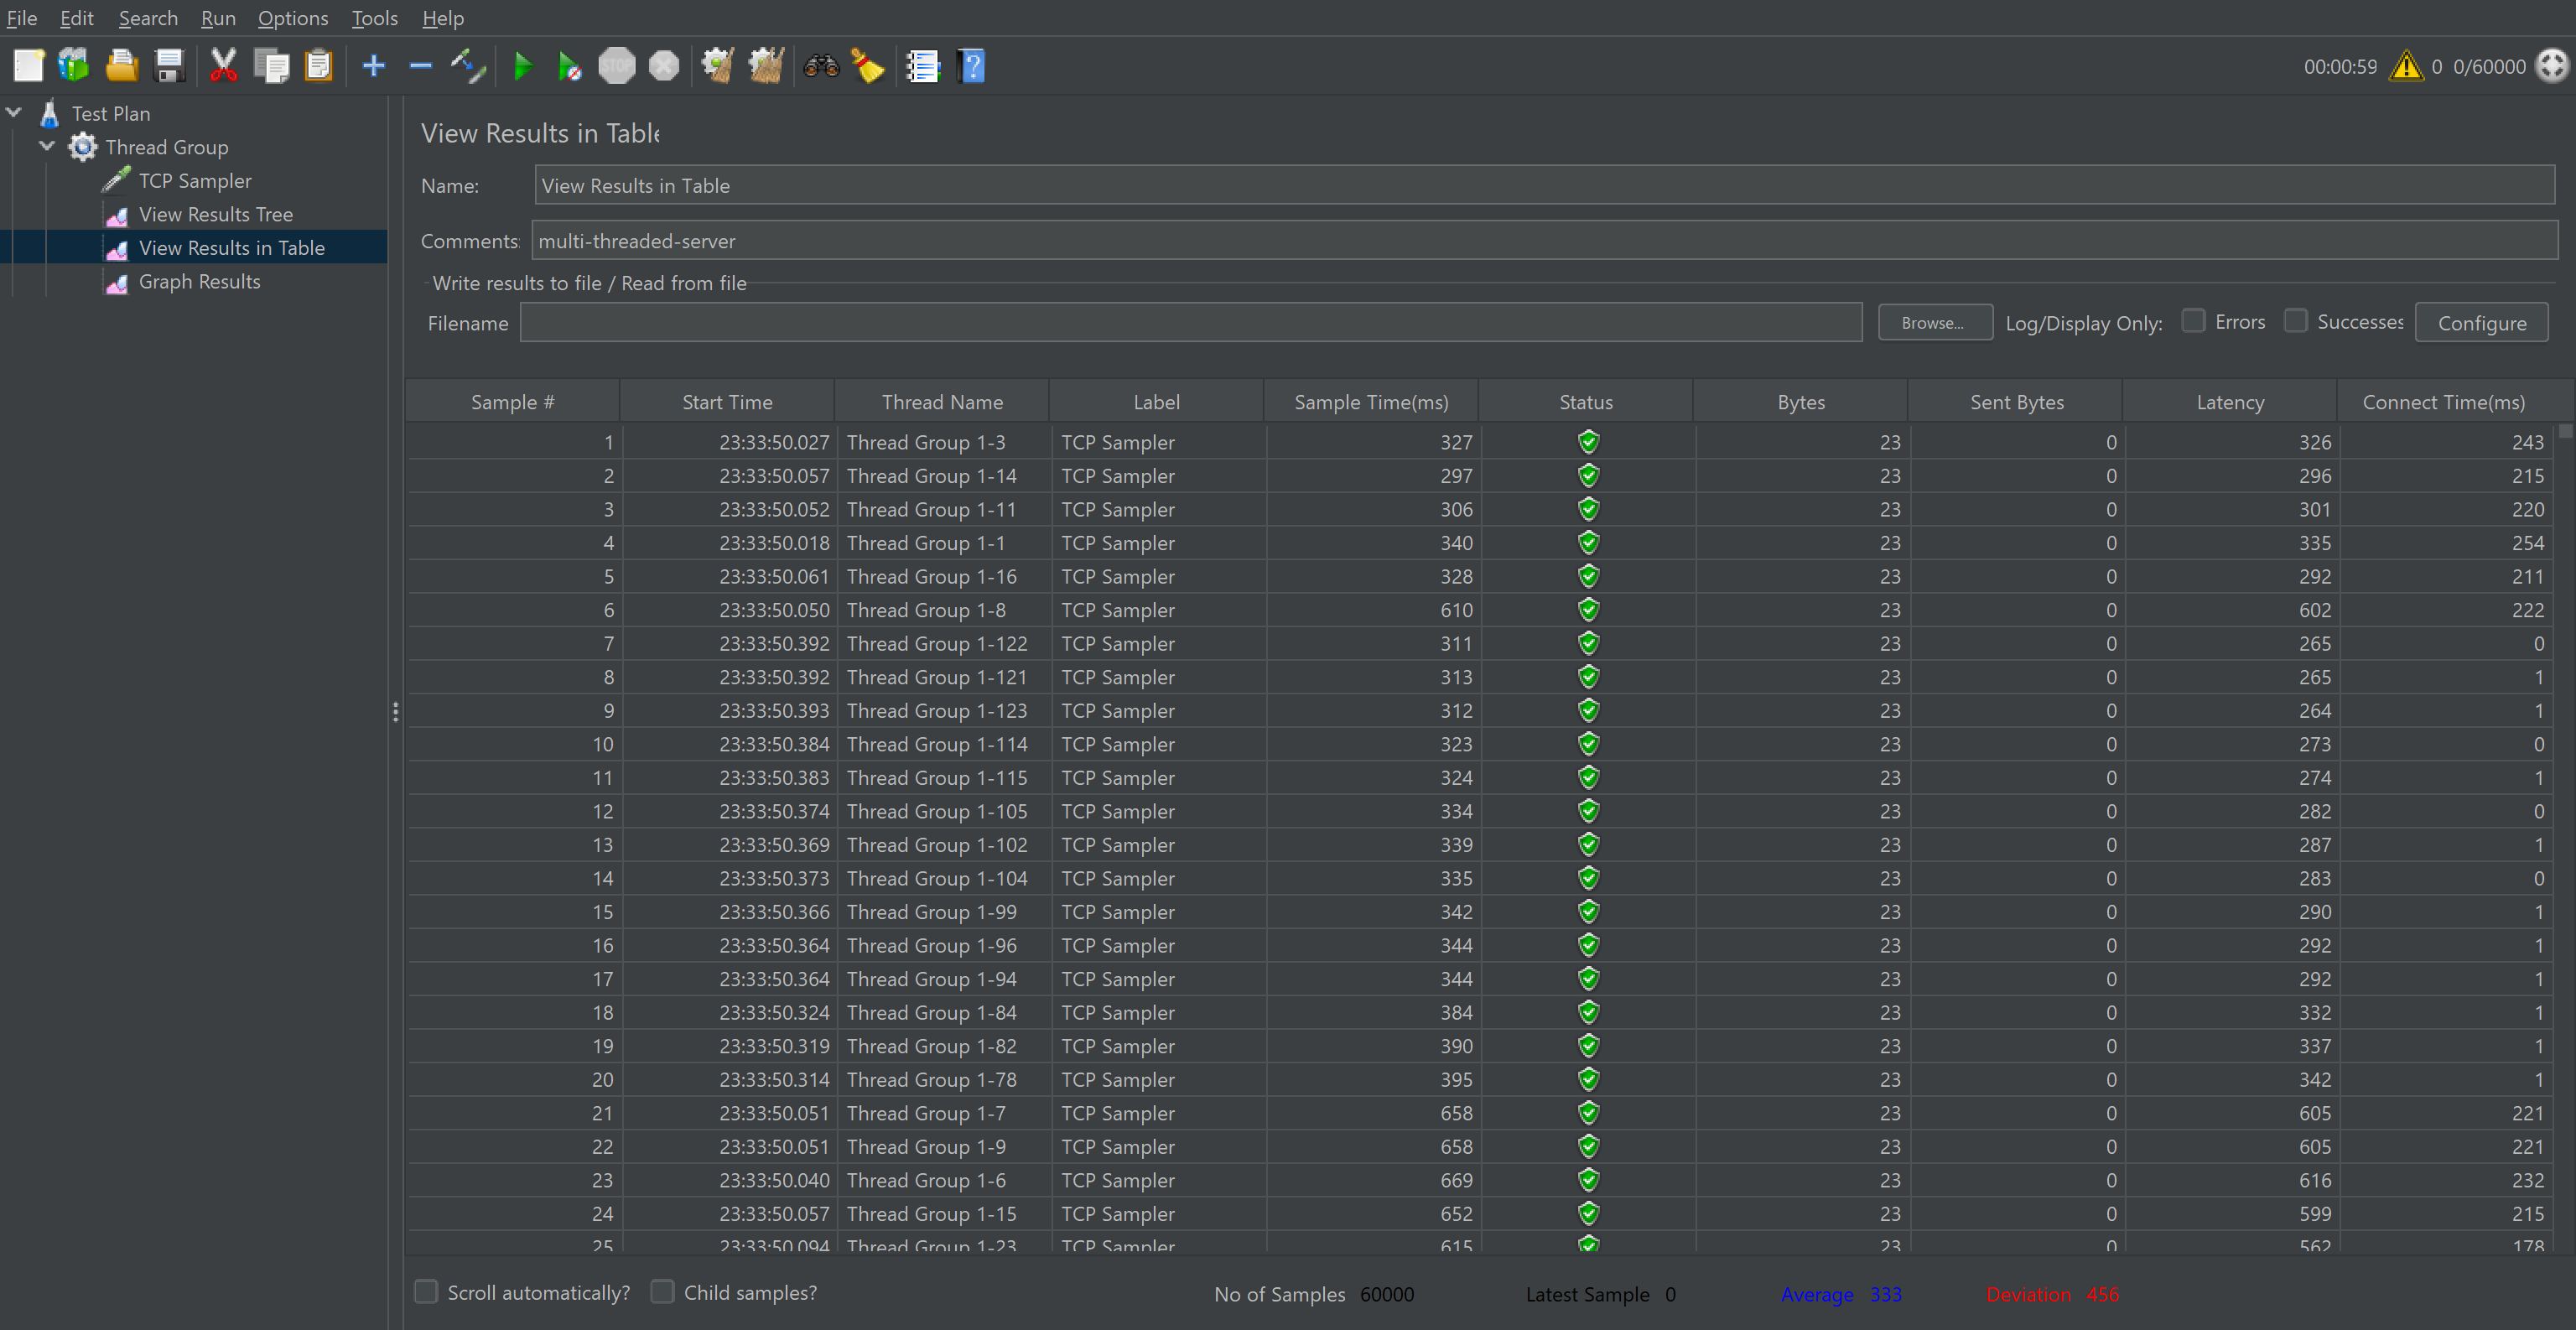 File Edit Search Run Options Tools Help
STOP
00:00:59 0 0/60000
Test Plan
Thread Group
TCP Sampler
View Results Tree
View Results in Table
Graph Results
View Results in Table
Name: View Results in Table
Comments: multi-threaded-server
Write results to file / Read from file
Filename Browse... Log/Display Only: Errors Successes Configure
Sample # Start Time Thread Name Label Sample Time(ms) Status Bytes Sent Bytes Latency Connect Time(ms)
1 23:33:50.027 Thread Group 1-3 TCP Sampler 327 23 0 326 243
2 23:33:50.057 Thread Group 1-14 TCP Sampler 297 23 0 296 215
3 23:33:50.052 Thread Group 1-11 TCP Sampler 306 23 0 301 220
4 23:33:50.018 Thread Group 1-1 TCP Sampler 340 23 0 335 254
5 23:33:50.061 Thread Group 1-16 TCP Sampler 328 23 0 292 211
6 23:33:50.050 Thread Group 1-8 TCP Sampler 610 23 0 602 222
7 23:33:50.392 Thread Group 1-122 TCP Sampler 311 23 0 265 0
8 23:33:50.392 Thread Group 1-121 TCP Sampler 313 23 0 265 1
9 23:33:50.393 Thread Group 1-123 TCP Sampler 312 23 0 264 1
10 23:33:50.384 Thread Group 1-114 TCP Sampler 323 23 0 273 0
11 23:33:50.383 Thread Group 1-115 TCP Sampler 324 23 0 274 1
12 23:33:50.374 Thread Group 1-105 TCP Sampler 334 23 0 282 0
13 23:33:50.369 Thread Group 1-102 TCP Sampler 339 23 0 287 1
14 23:33:50.373 Thread Group 1-104 TCP Sampler 335 23 0 283 0
15 23:33:50.366 Thread Group 1-99 TCP Sampler 342 23 0 290 1
16 23:33:50.364 Thread Group 1-96 TCP Sampler 344 23 0 292 1
17 23:33:50.364 Thread Group 1-94 TCP Sampler 344 23 0 292 1
18 23:33:50.324 Thread Group 1-84 TCP Sampler 384 23 0 332 1
19 23:33:50.319 Thread Group 1-82 TCP Sampler 390 23 0 337 1
20 23:33:50.314 Thread Group 1-78 TCP Sampler 395 23 0 342 1
21 23:33:50.051 Thread Group 1-7 TCP Sampler 658 23 0 605 221
22 23:33:50.051 Thread Group 1-9 TCP Sampler 658 23 0 605 221
23 23:33:50.040 Thread Group 1-6 TCP Sampler 669 23 0 616 232
24 23:33:50.057 Thread Group 1-15 TCP Sampler 652 23 0 599 215
25 23:33:50.094 Thread Group 1-23 TCP Sampler 615 23 0 562 178
Scroll automatically? Child samples? No of Samples 60000 Latest Sample 0 Average 333 Deviation 456